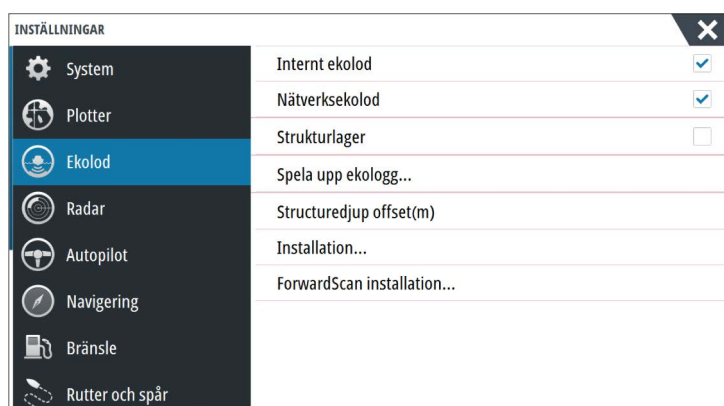 INSTÄLLNINGAR
System
Plotter
Ekolod
Radar
Autopilot
Navigering
Bränsle
Rutter och spår
Internt ekolod
Nätverksekolod
Strukturlager
Spela upp ekologg...
Structuredjup offset(m)
Installation...
ForwardScan installation...